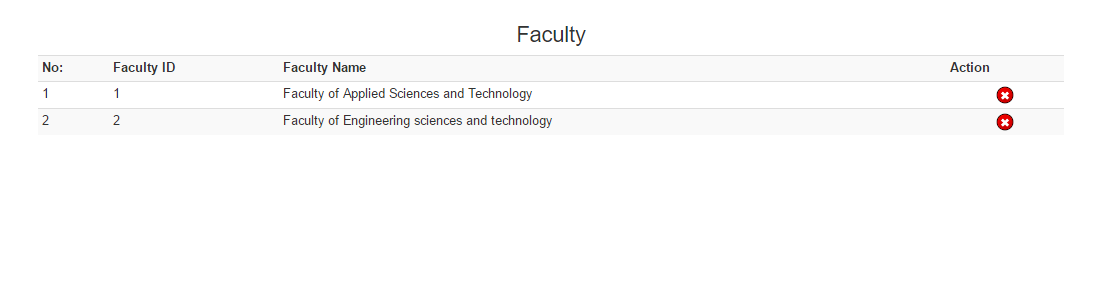 Faculty
No: Faculty ID Faculty Name Action
1 1 Faculty of Applied Sciences and Technology
2 2 Faculty of Engineering sciences and technology